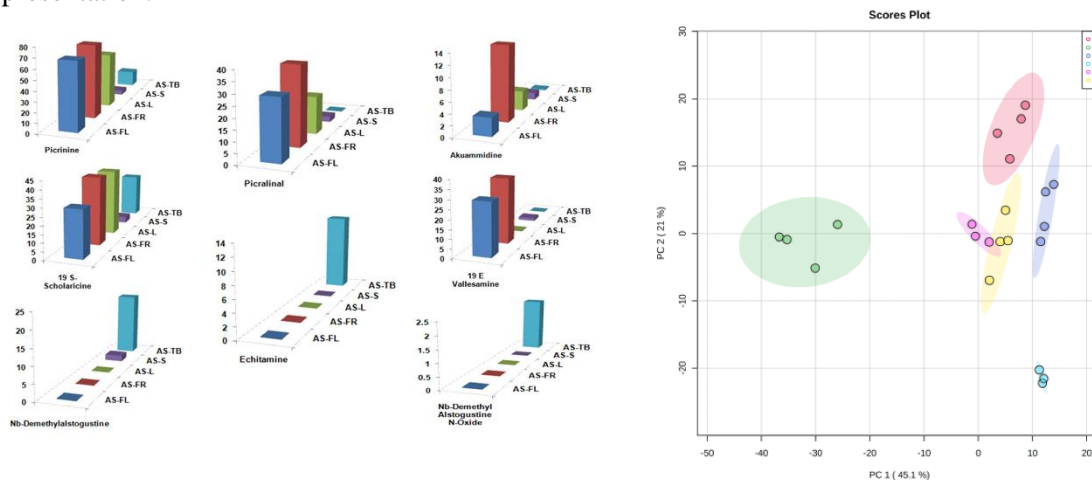 presentation.
80
70
60
50
40
30
20
10
0
AS-TB
AS-S
AS-L
AS-FR
AS-FL
Picrinine
40
35
30
25
20
15
10
5
0
AS-TB
AS-S
AS-L
AS-FR
AS-FL
Picralinal
14
12
10
8
6
4
2
0
AS-TB
AS-S
AS-L
AS-FR
AS-FL
Akuammidine
45
40
35
30
25
20
15
10
5
0
AS-TB
AS-S
AS-L
AS-FR
AS-FL
19 S-
Scholaricine
14
12
10
8
6
4
2
0
AS-TB
AS-S
AS-L
AS-FR
AS-FL
Echitamine
40
35
30
25
20
15
10
5
0
AS-TB
AS-S
AS-L
AS-FR
AS-FL
19 E
Vallesamine
25
20
15
10
5
0
AS-TB
AS-S
AS-L
AS-FR
AS-FL
Nb-Demethylalstogustine
2.5
2
1.5
1
0.5
0
AS-TB
AS-S
AS-L
AS-FR
AS-FL
Nb-Demethyl
Alstogustine
N-Oxide
Scores Plot
PC 2 ( 21 %)
30
20
10
0
-10
-20
-50
-40
-30
-20
-10
0
10
20
PC 1 ( 45.1 %)